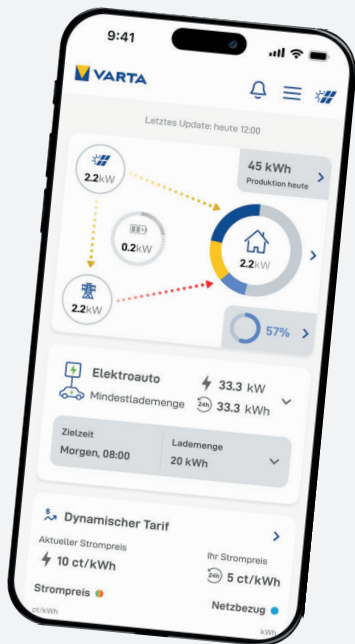 9:41
VARTA
Letztes Update: heute 12:00
2.2kW
45 kWh
Produktion heute
0.2kW
2.2kW
2.2kW
57%
Elektroauto
33.3 kW
Mindestlademenge
24h
33.3 kWh
Zielzeit
Lademenge
Morgen, 08:00
20 kWh
$
Dynamischer Tarif
Aktueller Strompreis
Ihr Strompreis
10 ct/kWh
24h
5 ct/kWh
Strompreis
Netzbezug
ct/kWh
kWh